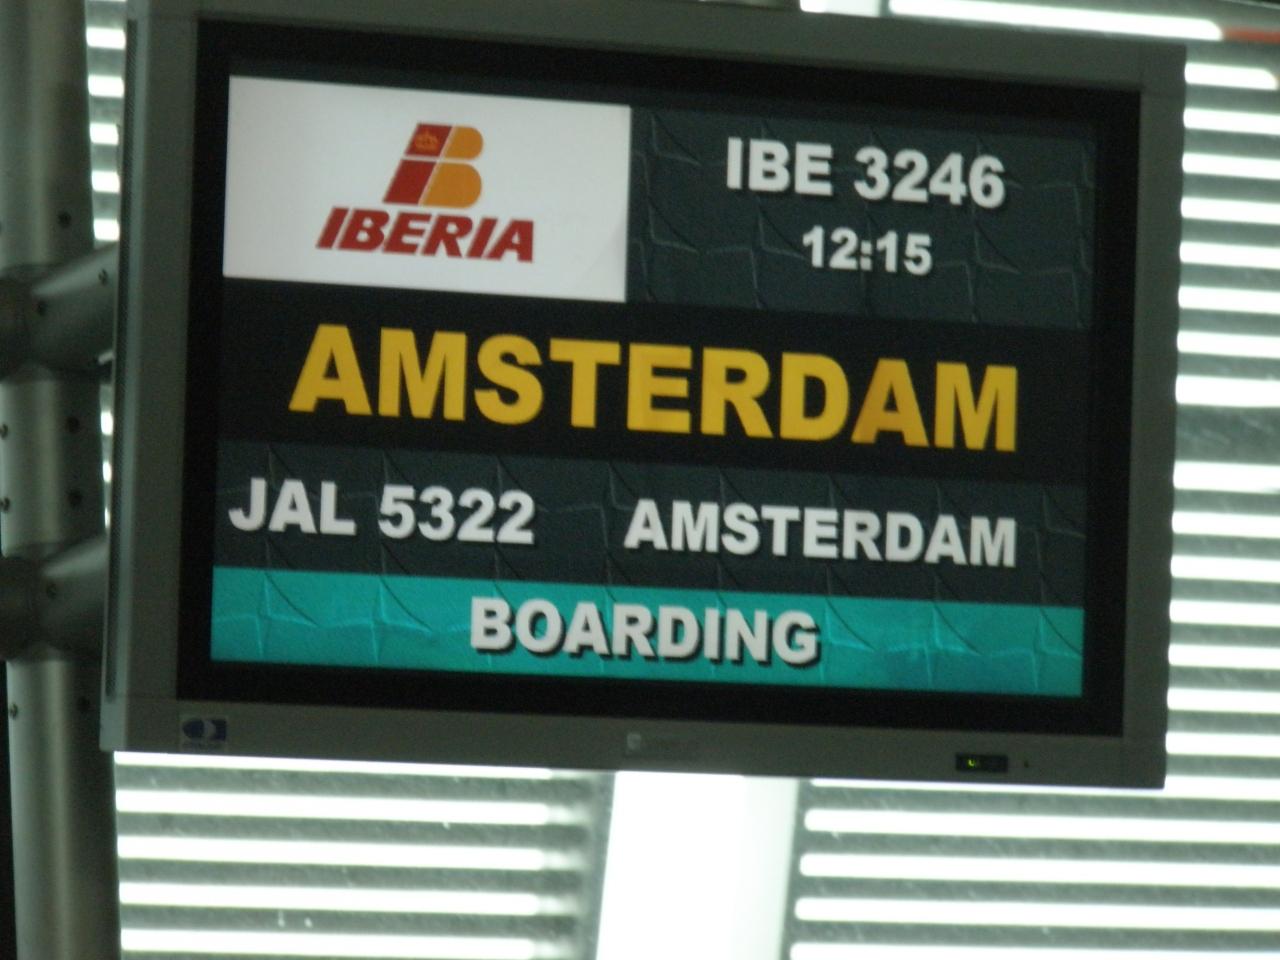 IBERIA
IBE 3246
12:15
AMSTERDAM
JAL 5322 AMSTERDAM
BOARDING